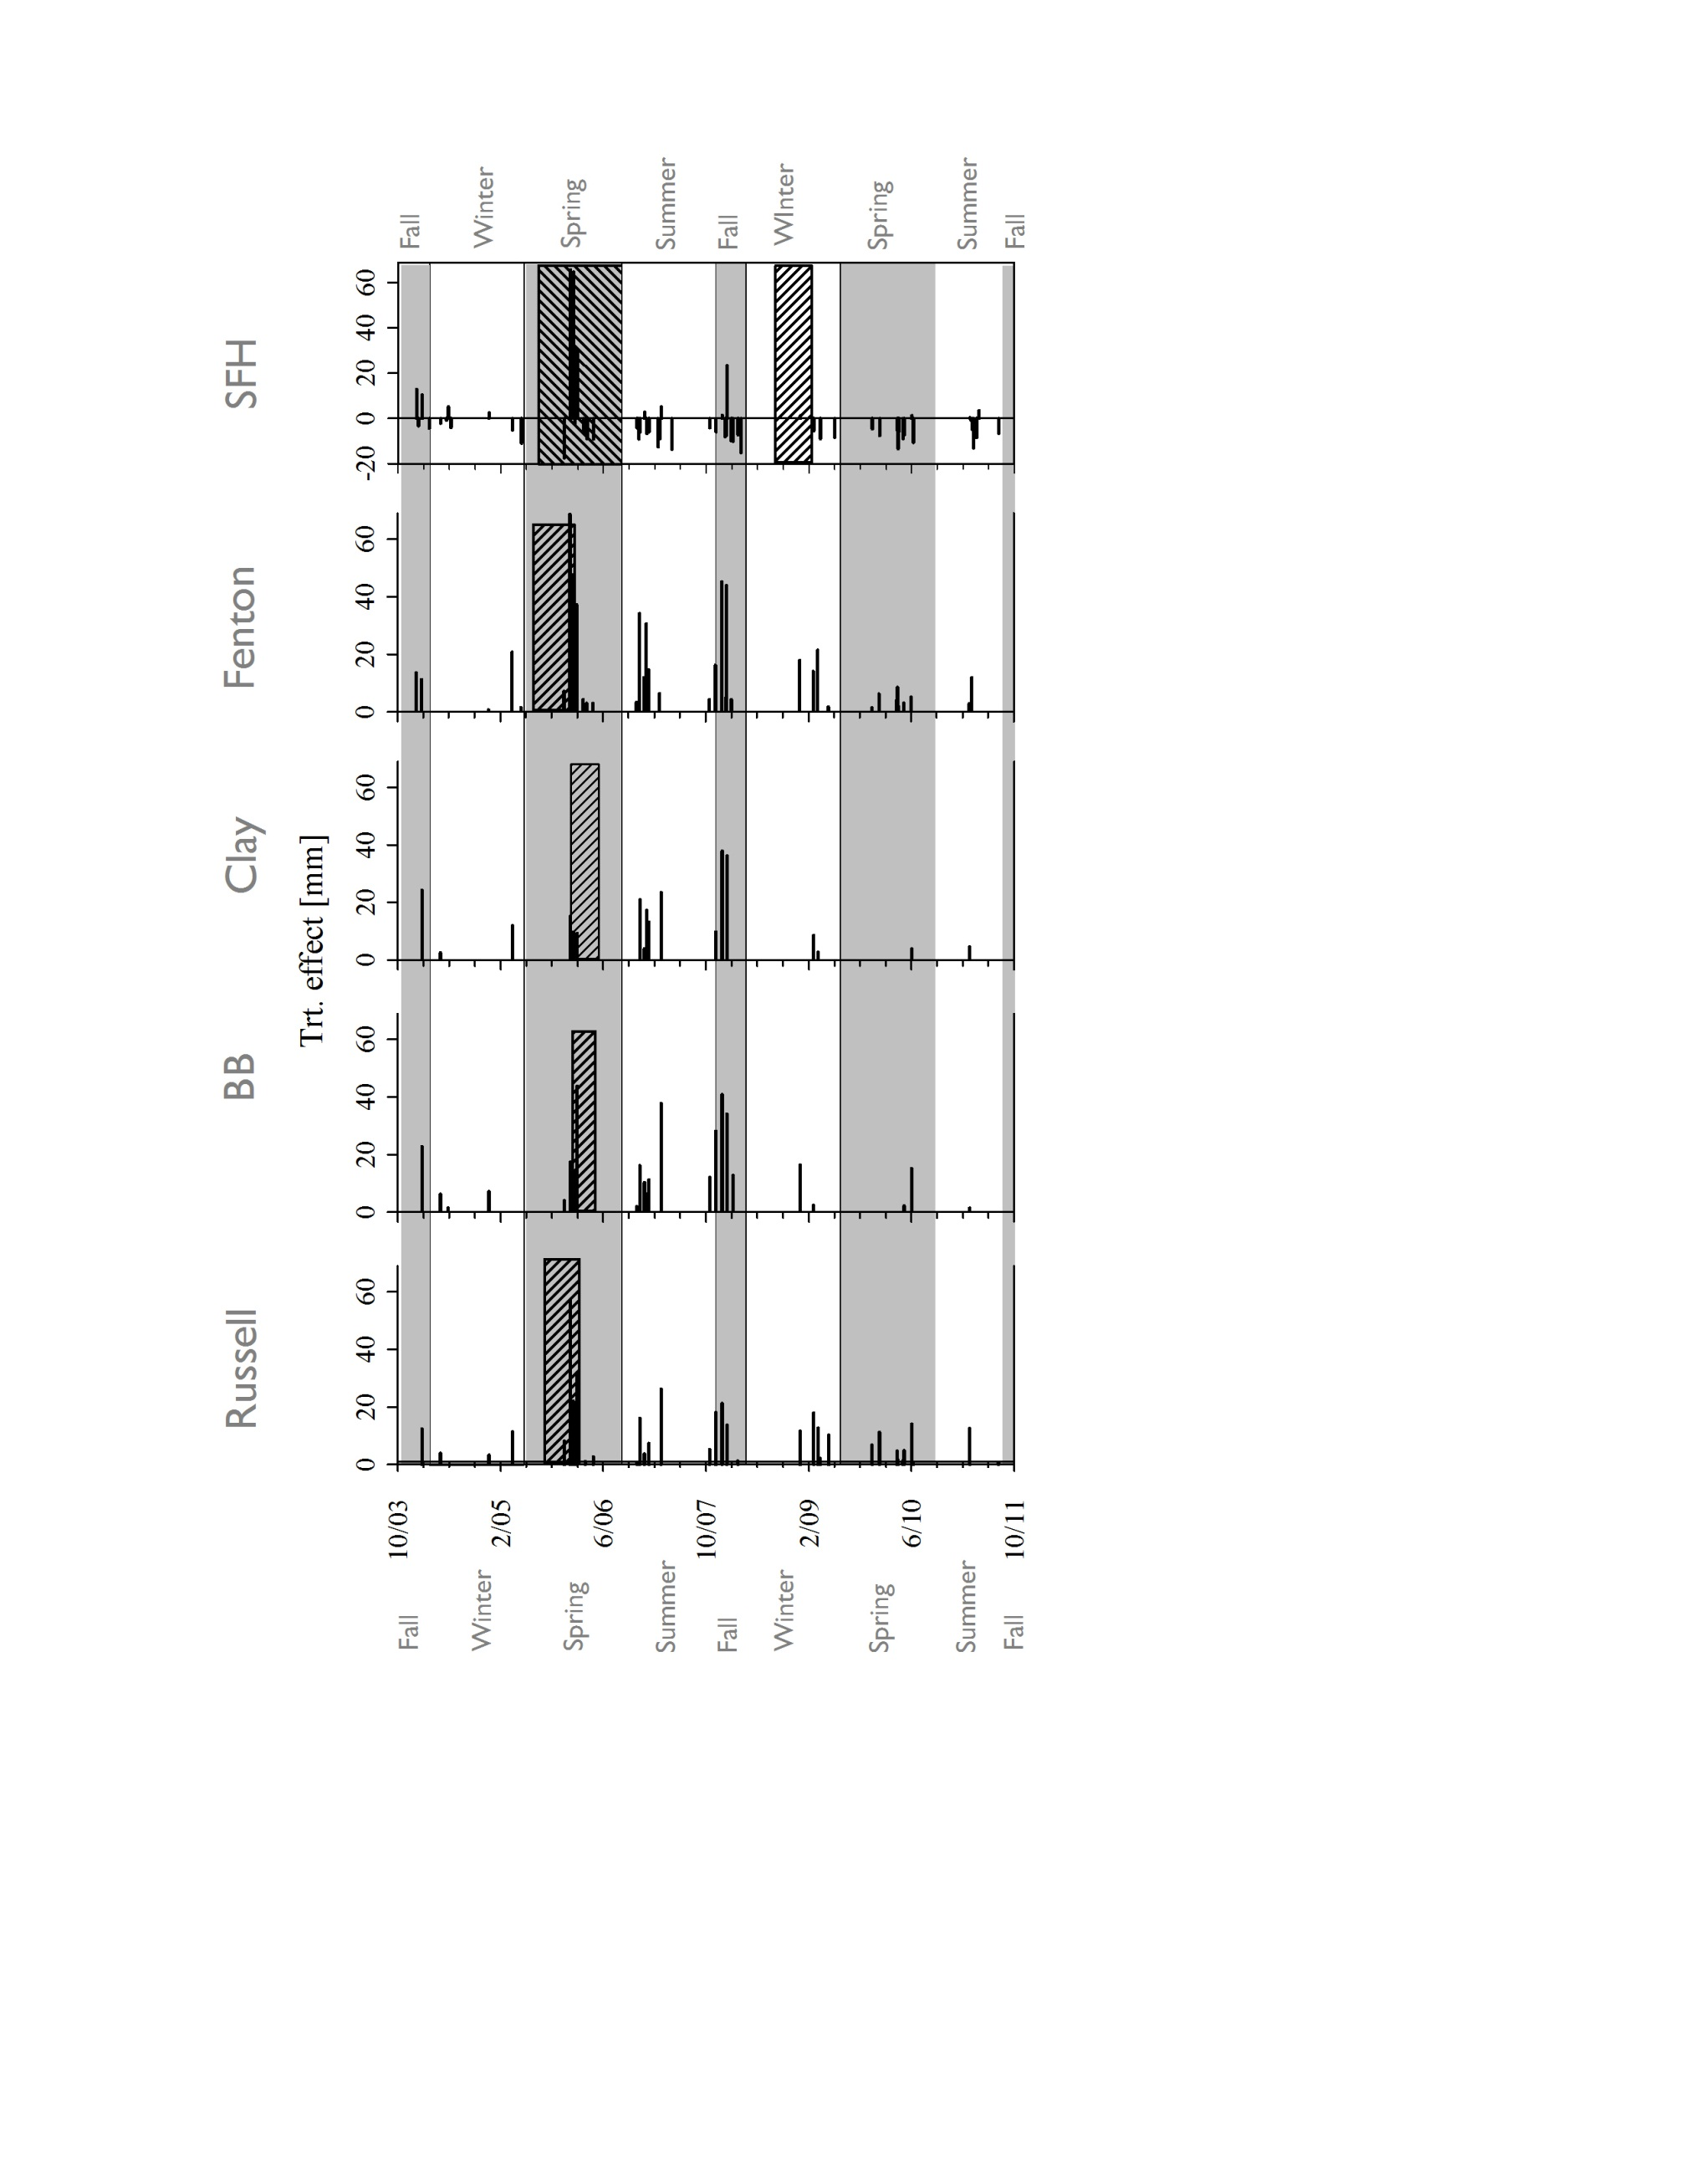 SFH
Fenton
Clay
BB
Russell
Trt. effect [mm]
Fall
Winter
Spring
Summer
Fall
WInter
Spring
Summer
Fall
-20 0 20 40 60
0 20 40 60
0 20 40 60
0 20 40 60
0 20 40 60
10/03
2/05
6/06
10/07
2/09
6/10
10/11
Fall
Winter
Spring
Summer
Fall
Winter
Spring
Summer
Fall